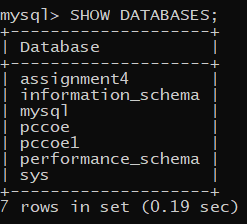 mysql> SHOW DATABASES;
+--------------------+
| Database
+--------------------+
| assignment4
| information_schema
| mysql
| pccoe
| pccoe1
| performance_schema
| sys
+--------------------+
7 rows in set (0.19 sec)